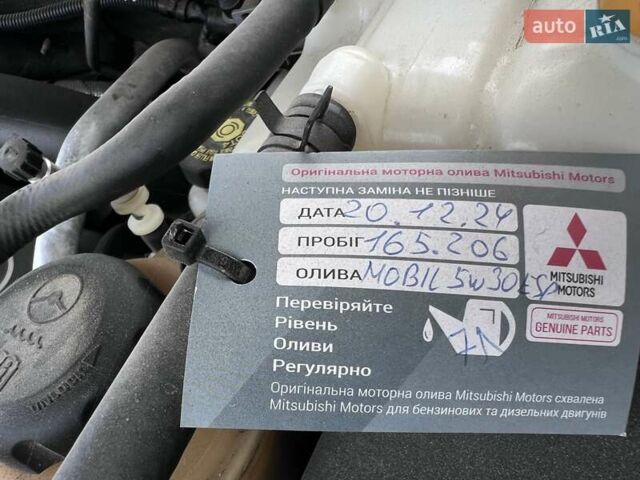 auto RIA.com
Оригінальна моторна олива Mitsubishi Motors
НАСТУПНА ЗАМІНА НЕ ПІЗНІШЕ
ДАТА 20.12.24
ПРОБІГ 165.206
ОЛИВА MOBIL 5w30 ESP
MITSUBISHI
MOTORS
MITSUBISHI MOTORS
GENUINE PARTS
Перевіряйте
Рівень
Оливи
Регулярно
7Л
Оригінальна моторна олива Mitsubishi Motors схвалена
Mitsubishi Motors для бензинових та дизельних двигунів